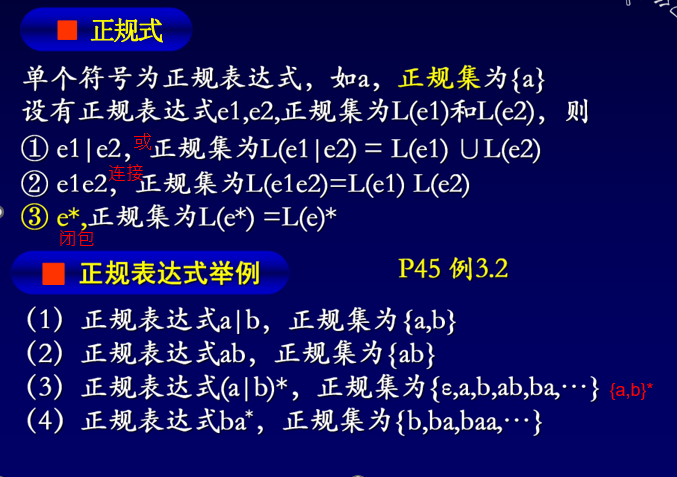 正规式
单个符号为正规表达式，如a，正规集为{a}
设有正规表达式e1,e2,正规集为L(e1)和L(e2)，则
① e1|e2，或 正规集为L(e1|e2) = L(e1) ∪L(e2)
② e1e2，连接 正规集为L(e1e2)=L(e1) L(e2)
③ e*,正规集为L(e*) =L(e)*
闭包
正规表达式举例 P45 例3.2
（1）正规表达式a|b，正规集为{a,b}
（2）正规表达式ab，正规集为{ab}
（3）正规表达式(a|b)*，正规集为{ε,a,b,ab,ba,…} {a,b}*
（4）正规表达式ba*，正规集为{b,ba,baa,…}